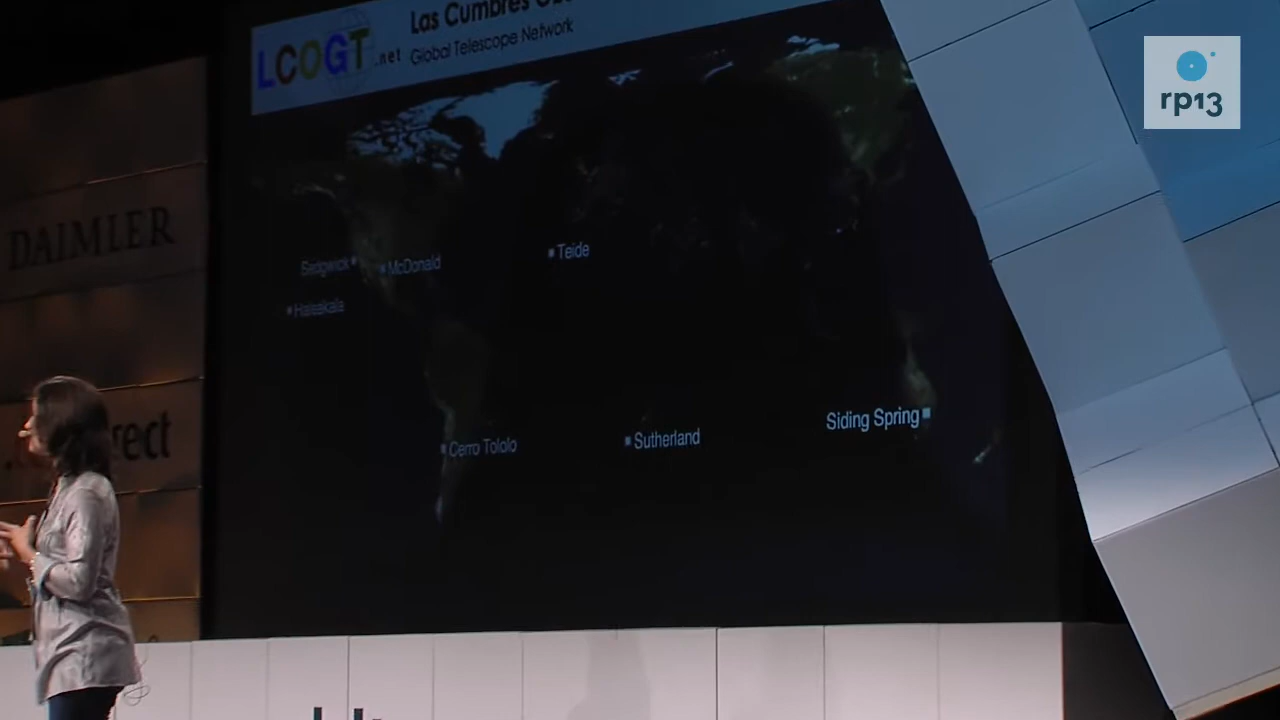 LCOGT.net
Las Cumbres
Global Telescope Network
rp13
DAIMLER
Teide
Sedgwick
McDonald
Haleakala
Siding Spring
Cerro Tololo
Sutherland